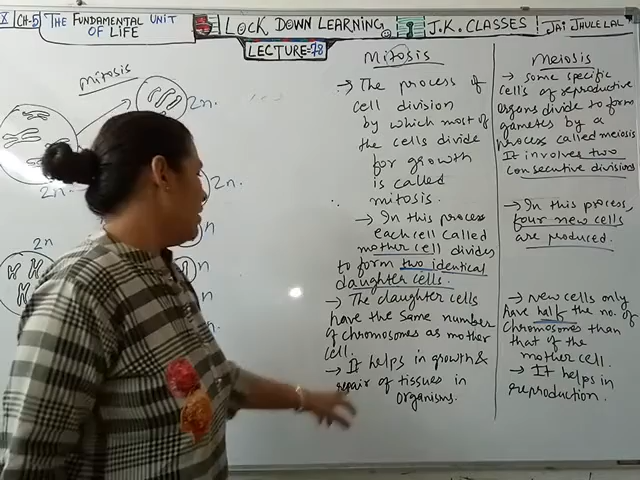 IX CH-5 THE FUNDAMENTAL UNIT
OF LIFE
LOCK DOWN LEARNING
J.K. CLASSES
JAI JHULELAL
LECTURE-78
mitosis
2n.
2n
2n.
2n
n
n
n.
Mitosis
→ The process of
cell division
by which most of
the cells divide
for growth
is called
mitosis.
→ In this process
each cell called
mother cell divides
to form two identical
daughter cells.
→ The daughter cells
have the same number
of chromosomes as mother
cell.
→ It helps in growth &
repair of tissues in
organisms.
Meiosis
→ Some specific
cells of reproductive
organs divide to form
gametes by a
process called meiosis
It involves two
consecutive divisions
→ In this process,
four new cells
are produced.
→ New cells only
have half the no. of
chromosomes than
that of the
mother cell.
→ It helps in
reproduction.